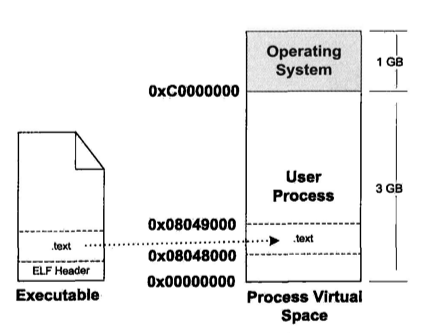 Operating
System
1 GB
0xC0000000
User
Process
3 GB
0x08049000
.text
.text
0x08048000
ELF Header
0x00000000
Executable
Process Virtual
Space